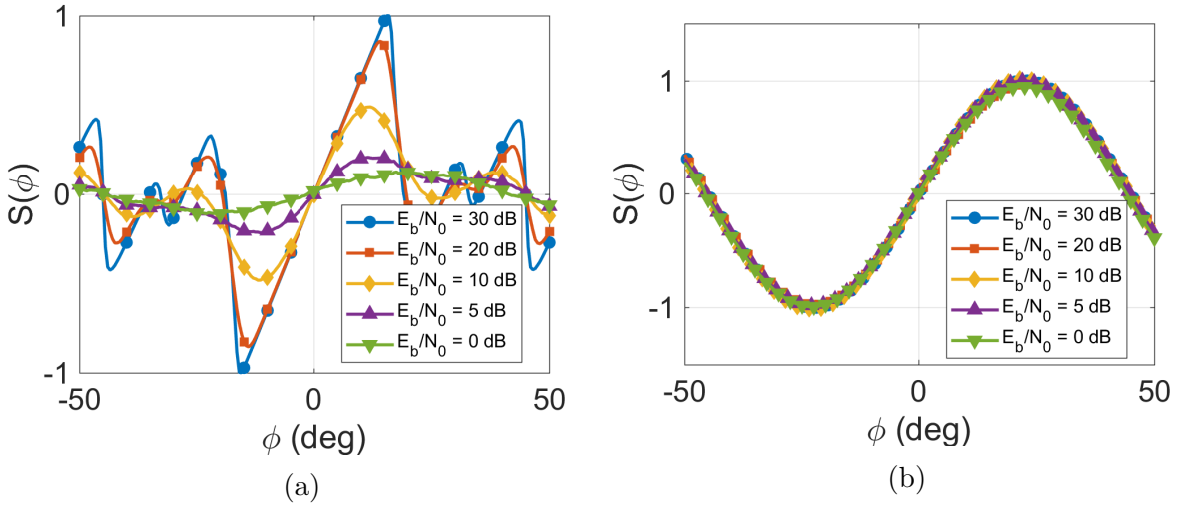 1
0
-1
S(ϕ)
-50
0
50
ϕ (deg)
E_b/N_0 = 30 dB
E_b/N_0 = 20 dB
E_b/N_0 = 10 dB
E_b/N_0 = 5 dB
E_b/N_0 = 0 dB
(a)
1
0
-1
S(ϕ)
-50
0
50
ϕ (deg)
E_b/N_0 = 30 dB
E_b/N_0 = 20 dB
E_b/N_0 = 10 dB
E_b/N_0 = 5 dB
E_b/N_0 = 0 dB
(b)